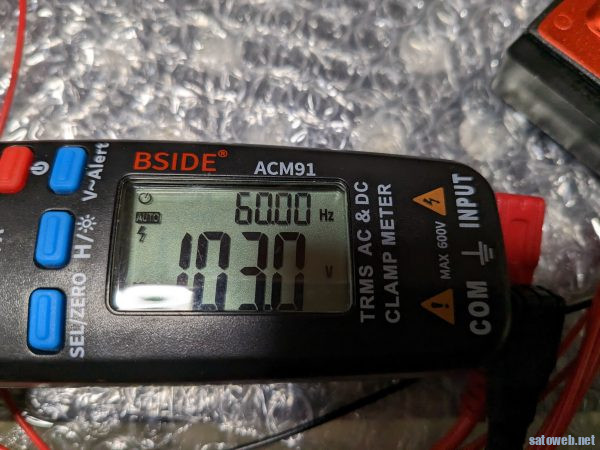 BSIDE® ACM91
V~Alert
H/
SEL/ZERO
AUTO
60.00 Hz
103.0 V
TRMS AC & DC
CLAMP METER
MAX 600V
INPUT
COM
satoweb.net